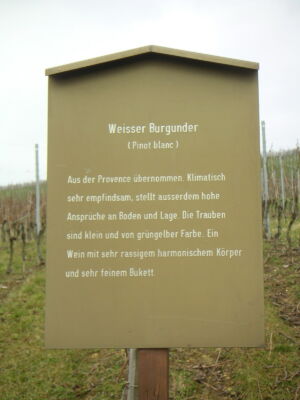 Weisser Burgunder
( Pinot blanc )
Aus der Provence übernommen. Klimatisch
sehr empfindsam, stellt ausserdem hohe
Ansprüche an Boden und Lage. Die Trauben
sind klein und von grüngelber Farbe. Ein
Wein mit sehr rassigem harmonischem Körper
und sehr feinem Bukett.